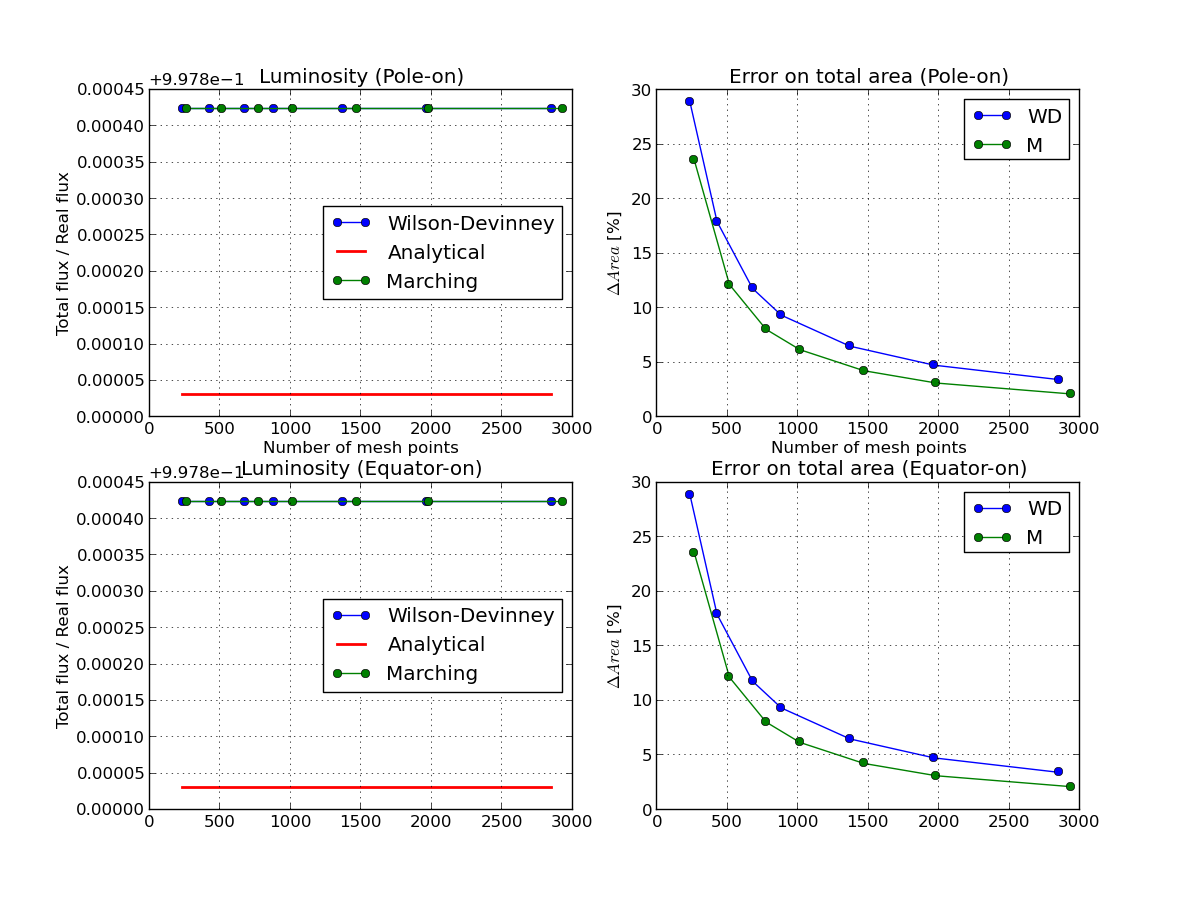 +9.978e−1
Luminosity (Pole-on)
0.00045
0.00040
0.00035
0.00030
0.00025
0.00020
0.00015
0.00010
0.00005
0.00000
Total flux / Real flux
Wilson-Devinney
Analytical
Marching
0 500 1000 1500 2000 2500 3000
Number of mesh points
Error on total area (Pole-on)
30
25
20
15
10
5
0
ΔArea [%]
WD
M
0 500 1000 1500 2000 2500 3000
Number of mesh points
+9.978e−1
Luminosity (Equator-on)
0.00045
0.00040
0.00035
0.00030
0.00025
0.00020
0.00015
0.00010
0.00005
0.00000
Total flux / Real flux
Wilson-Devinney
Analytical
Marching
0 500 1000 1500 2000 2500 3000
Error on total area (Equator-on)
30
25
20
15
10
5
0
ΔArea [%]
WD
M
0 500 1000 1500 2000 2500 3000